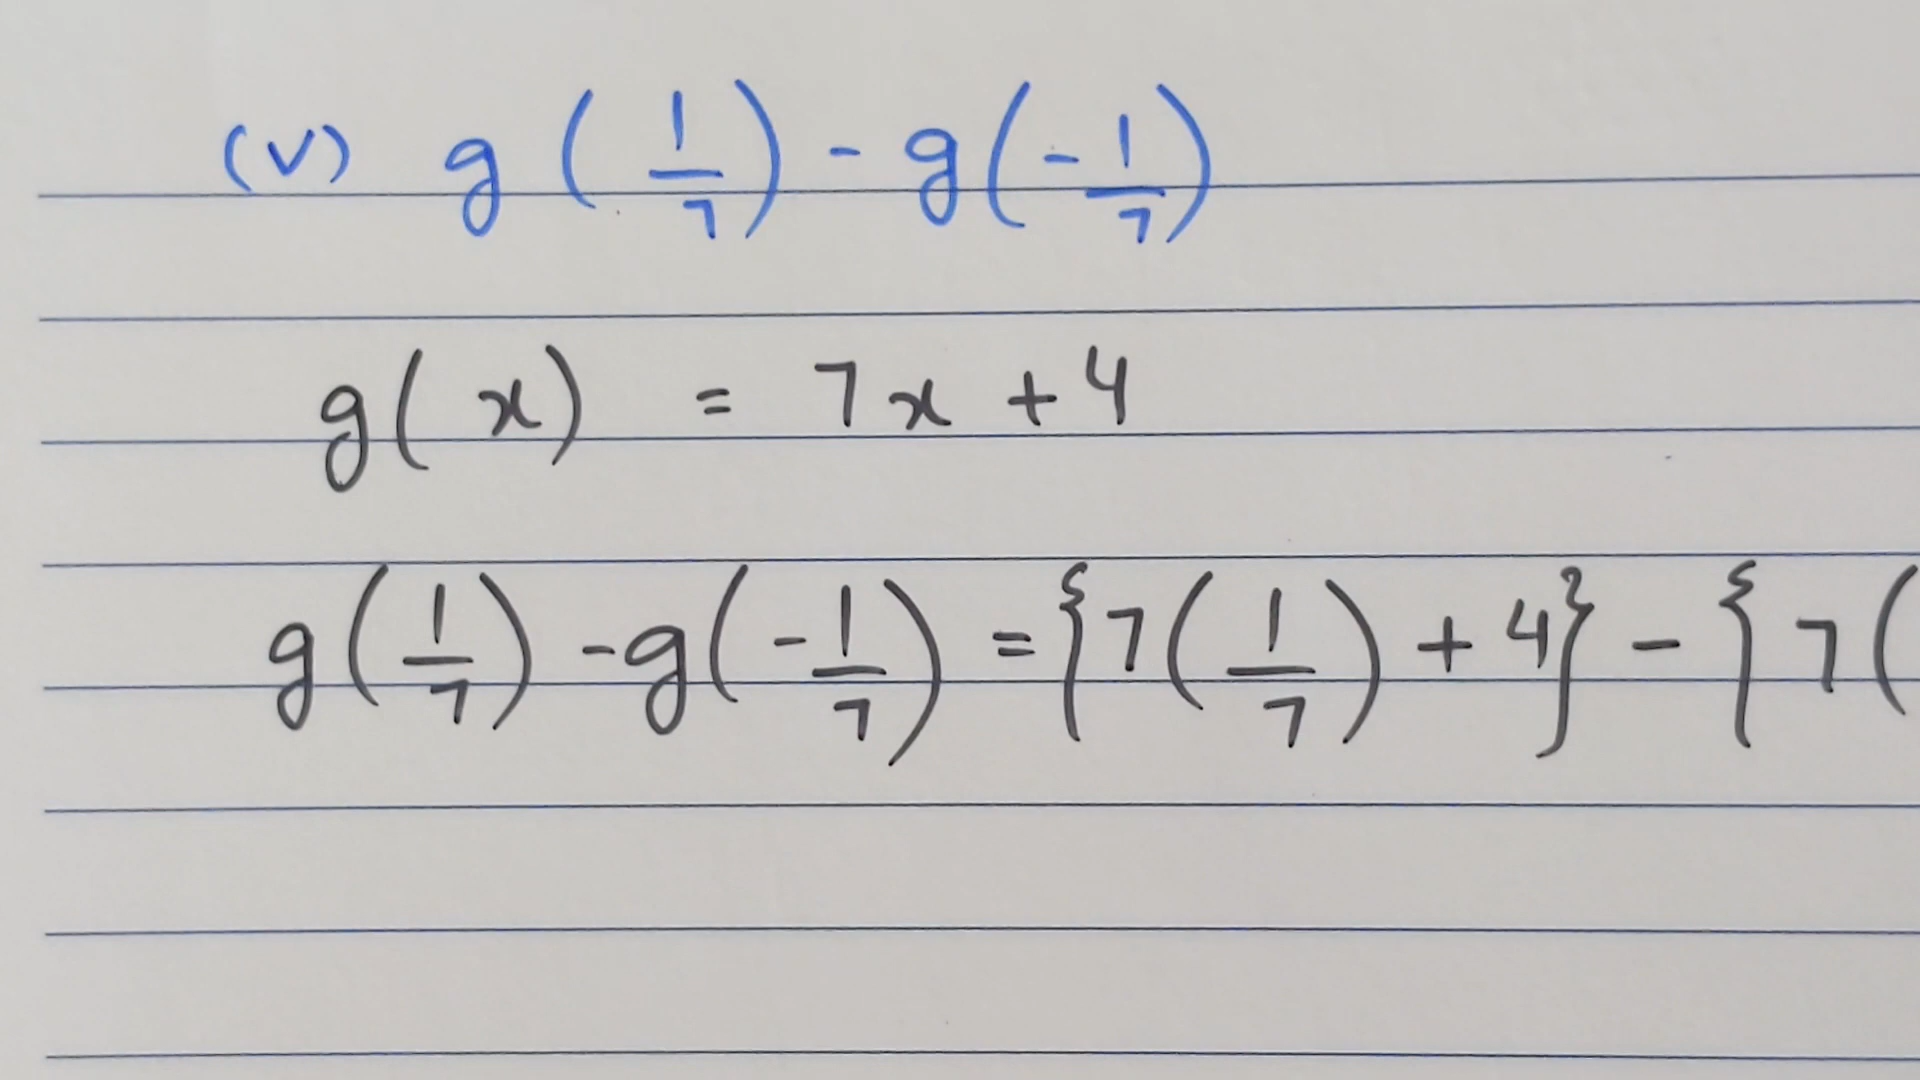 (v) g(1/7) - g(-1/7)
g(x) = 7x + 4
g(1/7) - g(-1/7) = {7(1/7) + 4} - {7(